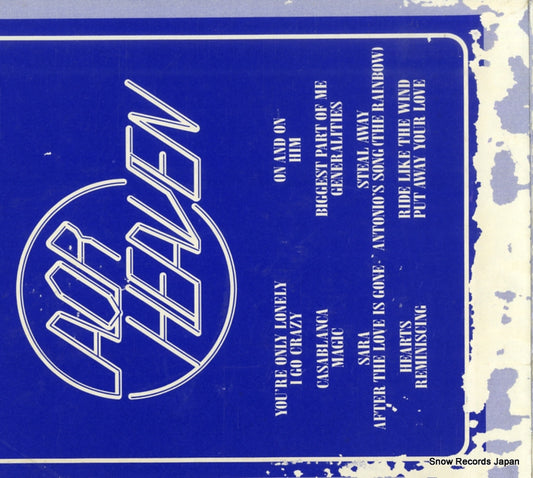 AOR
HEAVEN
YOU'RE ONLY LONELY
I GO CRAZY
CASABLANCA
MAGIC
SARA
AFTER THE LOVE IS GONE
HEARTS
REMINISCING
ON AND ON
HIM
BIGGEST PART OF ME
GENERALITIES
STEAL AWAY
ANTONIO'S SONG (THE RAINBOW)
RIDE LIKE THE WIND
PUT AWAY YOUR LOVE
Snow Records Japan